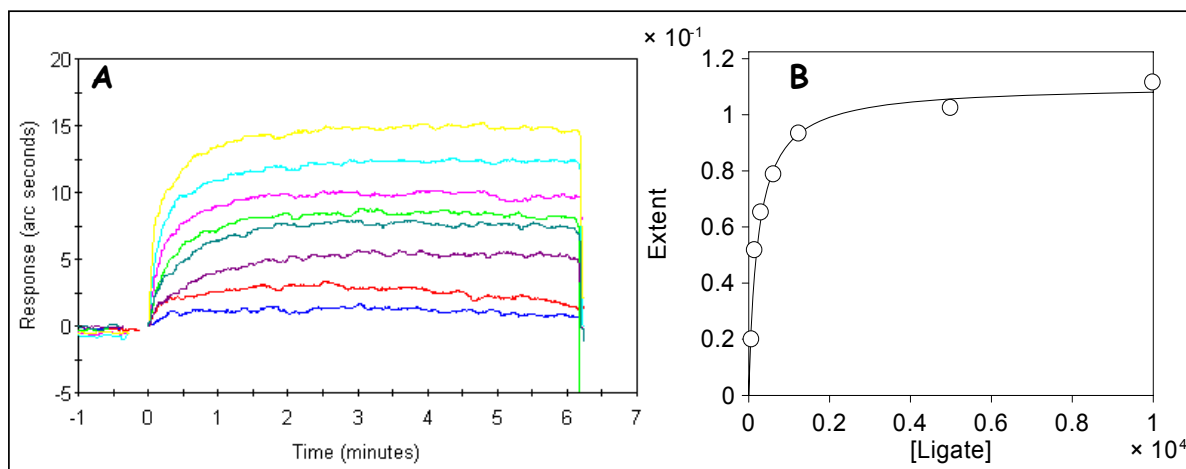 A
Response (arc seconds)
20
15
10
5
0
-5
-1 0 1 2 3 4 5 6 7
Time (minutes)
× 10⁻¹
B
Extent
1.2
1
0.8
0.6
0.4
0.2
0
0 0.2 0.4 0.6 0.8 1
[Ligate]
× 10⁴